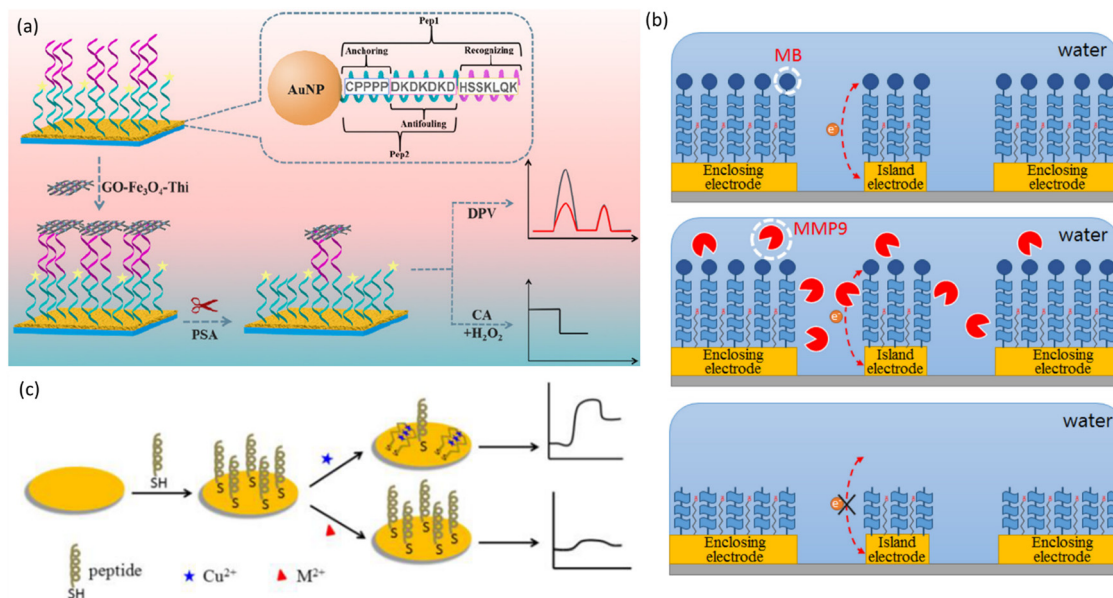 (a)
Pep1
Anchoring
Recognizing
AuNP
CPPPP DKDKDKD HSSKLQK
Antifouling
Pep2
GO-Fe3O4-Thi
PSA
DPV
CA
+H2O2
(b)
water
MB
e-
Enclosing
electrode
Island
electrode
Enclosing
electrode
MMP9
water
e-
Enclosing
electrode
Island
electrode
Enclosing
electrode
water
e-
Enclosing
electrode
Island
electrode
Enclosing
electrode
(c)
SH
S S S S S
S
S S
S S
S S S S S
peptide
SH
Cu2+
M2+